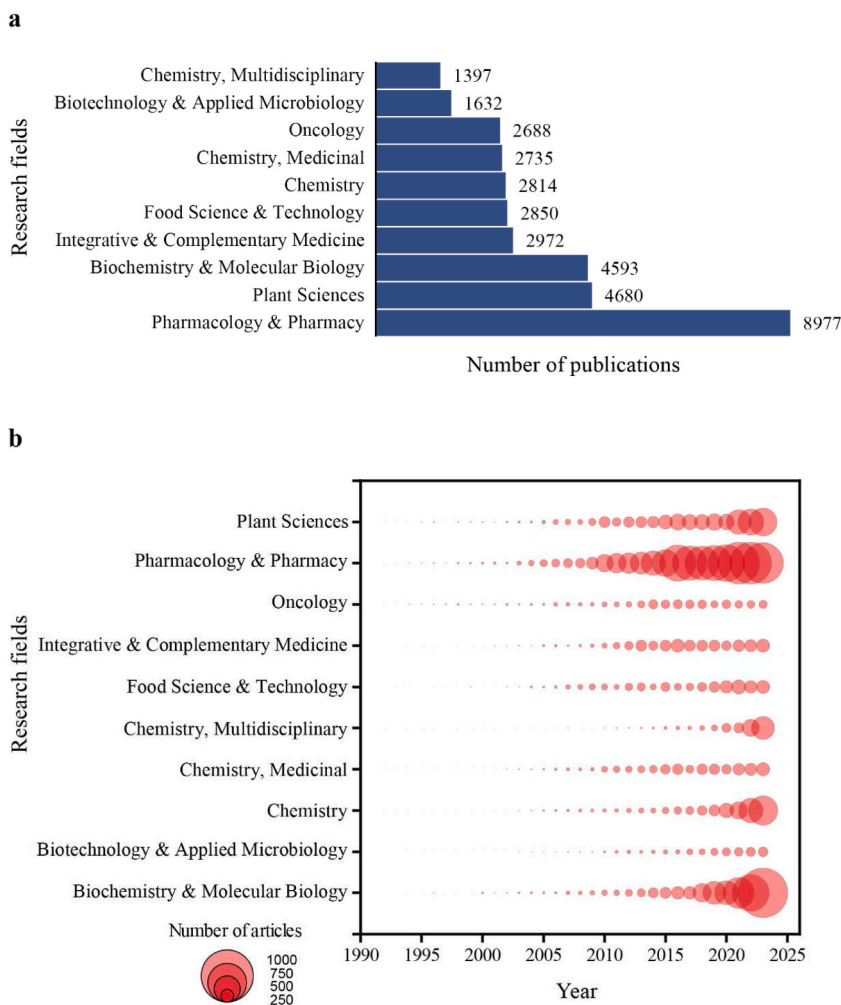 a
Research fields
Chemistry, Multidisciplinary 1397
Biotechnology & Applied Microbiology 1632
Oncology 2688
Chemistry, Medicinal 2735
Chemistry 2814
Food Science & Technology 2850
Integrative & Complementary Medicine 2972
Biochemistry & Molecular Biology 4593
Plant Sciences 4680
Pharmacology & Pharmacy 8977
Number of publications
b
Research fields
Plant Sciences
Pharmacology & Pharmacy
Oncology
Integrative & Complementary Medicine
Food Science & Technology
Chemistry, Multidisciplinary
Chemistry, Medicinal
Chemistry
Biotechnology & Applied Microbiology
Biochemistry & Molecular Biology
Number of articles
1000
750
500
250
1990 1995 2000 2005 2010 2015 2020 2025
Year